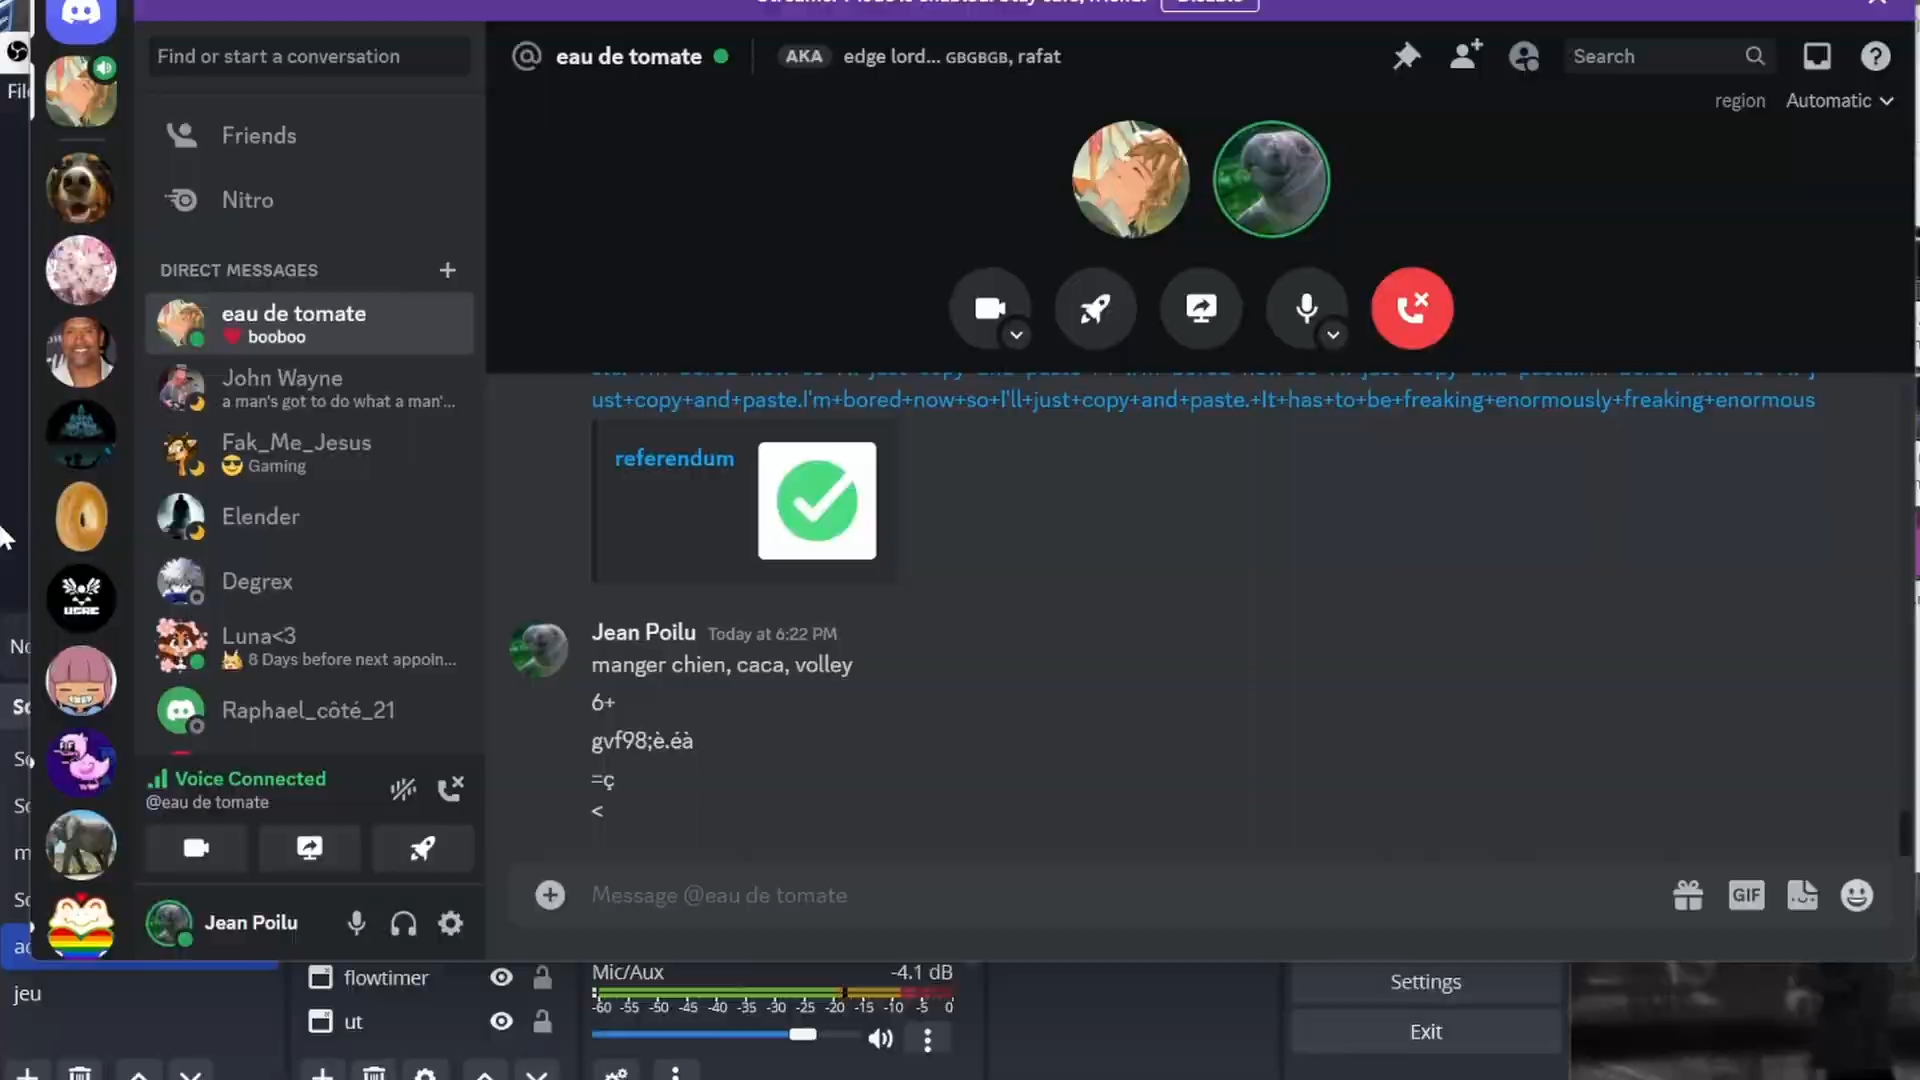 Find or start a conversation
eau de tomate
AKA
edge lord... GBGBGB, rafat
Search
region
Automatic
Friends
Nitro
DIRECT MESSAGES
eau de tomate
booboo
John Wayne
a man's got to do what a man'...
Fak_Me_Jesus
Gaming
Elender
Degrex
Luna<3
8 Days before next appoin...
Raphael_côté_21
Voice Connected
@eau de tomate
Jean Poilu
ust+copy+and+paste.I'm+bored+now+so+I'll+just+copy+and+paste.+It+has+to+be+freaking+enormously+freaking+enormous
referendum
Jean Poilu Today at 6:22 PM
manger chien, caca, volley
6+
gvf98;è.éà
=ç
<
Message @eau de tomate
GIF
jeu
flowtimer
ut
Mic/Aux
-4.1 dB
-60 -55 -50 -45 -40 -35 -30 -25 -20 -15 -10 -5 0
Settings
Exit